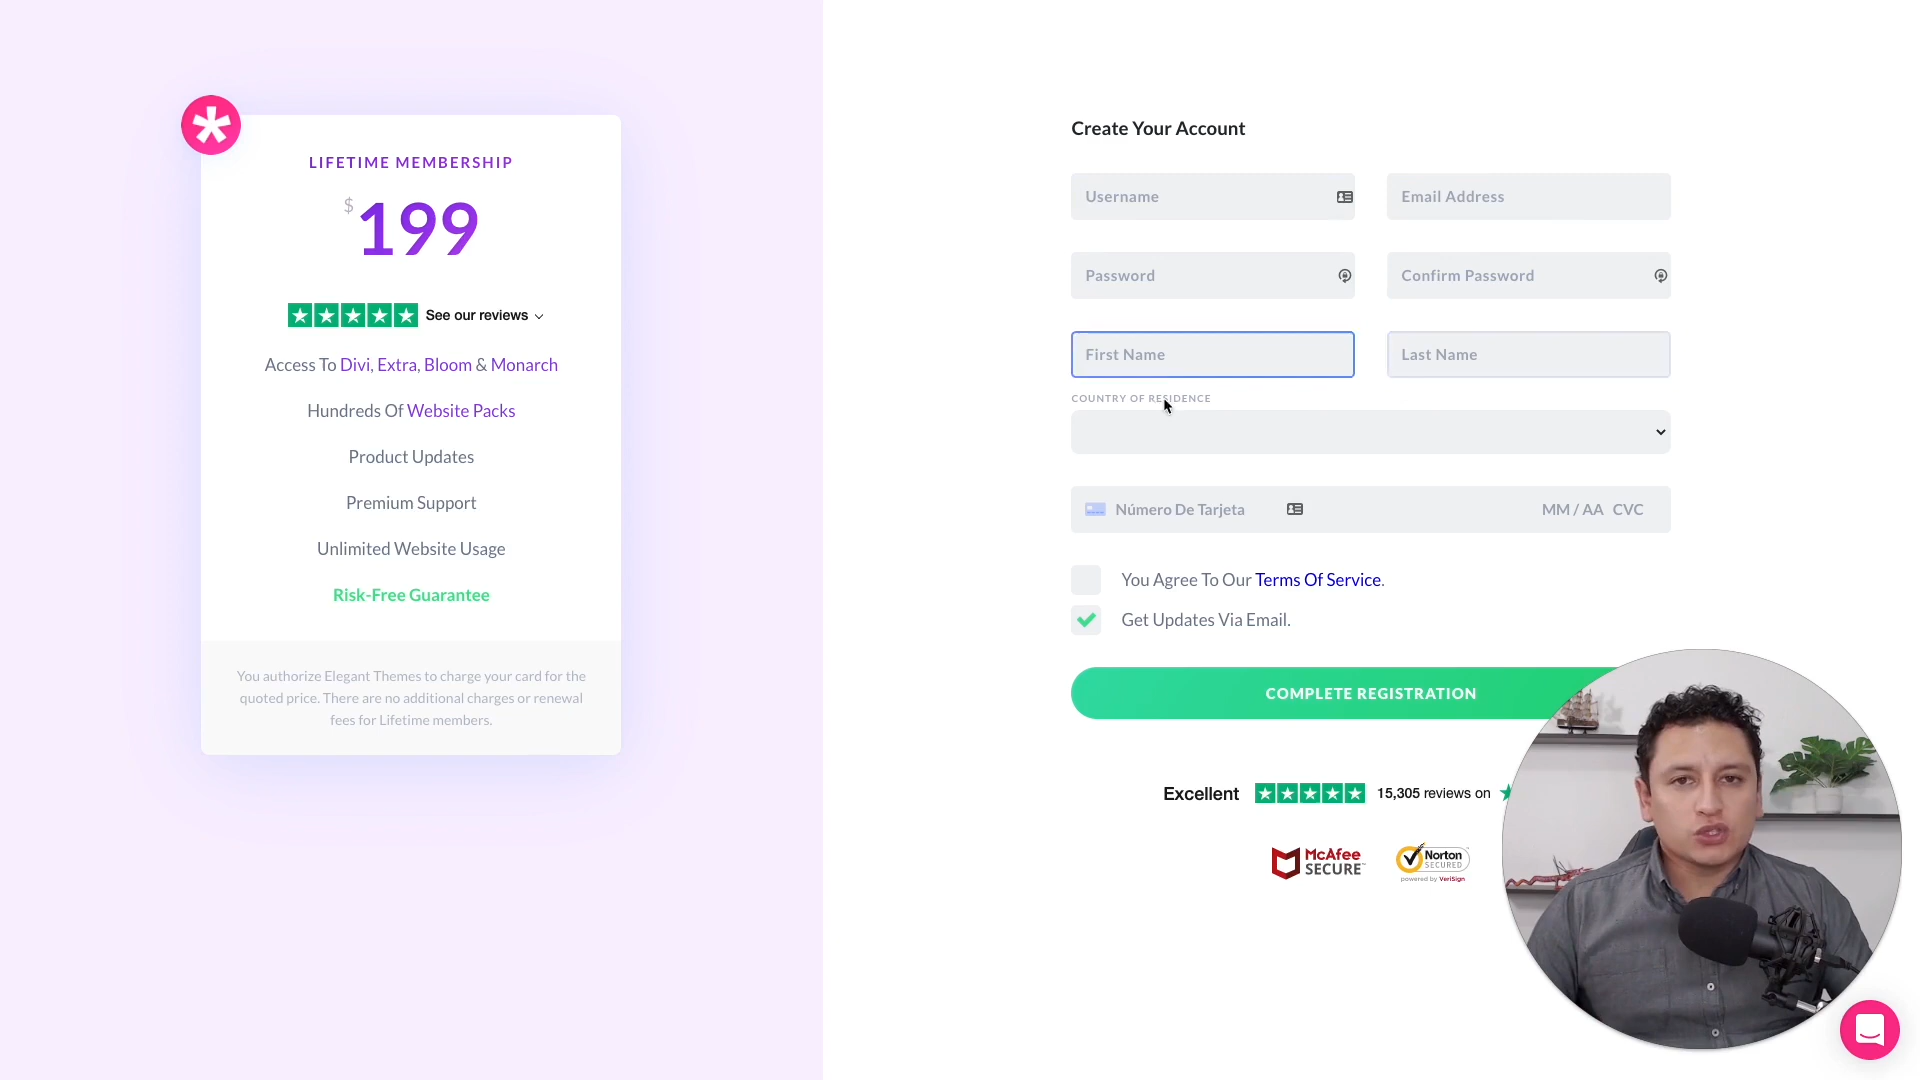 LIFETIME MEMBERSHIP
$199
See our reviews
Access To Divi, Extra, Bloom & Monarch
Hundreds Of Website Packs
Product Updates
Premium Support
Unlimited Website Usage
Risk-Free Guarantee
You authorize Elegant Themes to charge your card for the
quoted price. There are no additional charges or renewal
fees for Lifetime members.
Create Your Account
Username
Email Address
Password
Confirm Password
First Name
Last Name
COUNTRY OF RESIDENCE
Número De Tarjeta
MM / AA CVC
You Agree To Our Terms Of Service.
Get Updates Via Email.
COMPLETE REGISTRATION
Excellent
15,305 reviews on
McAfee
SECURE
Norton
SECURED
powered by VeriSign